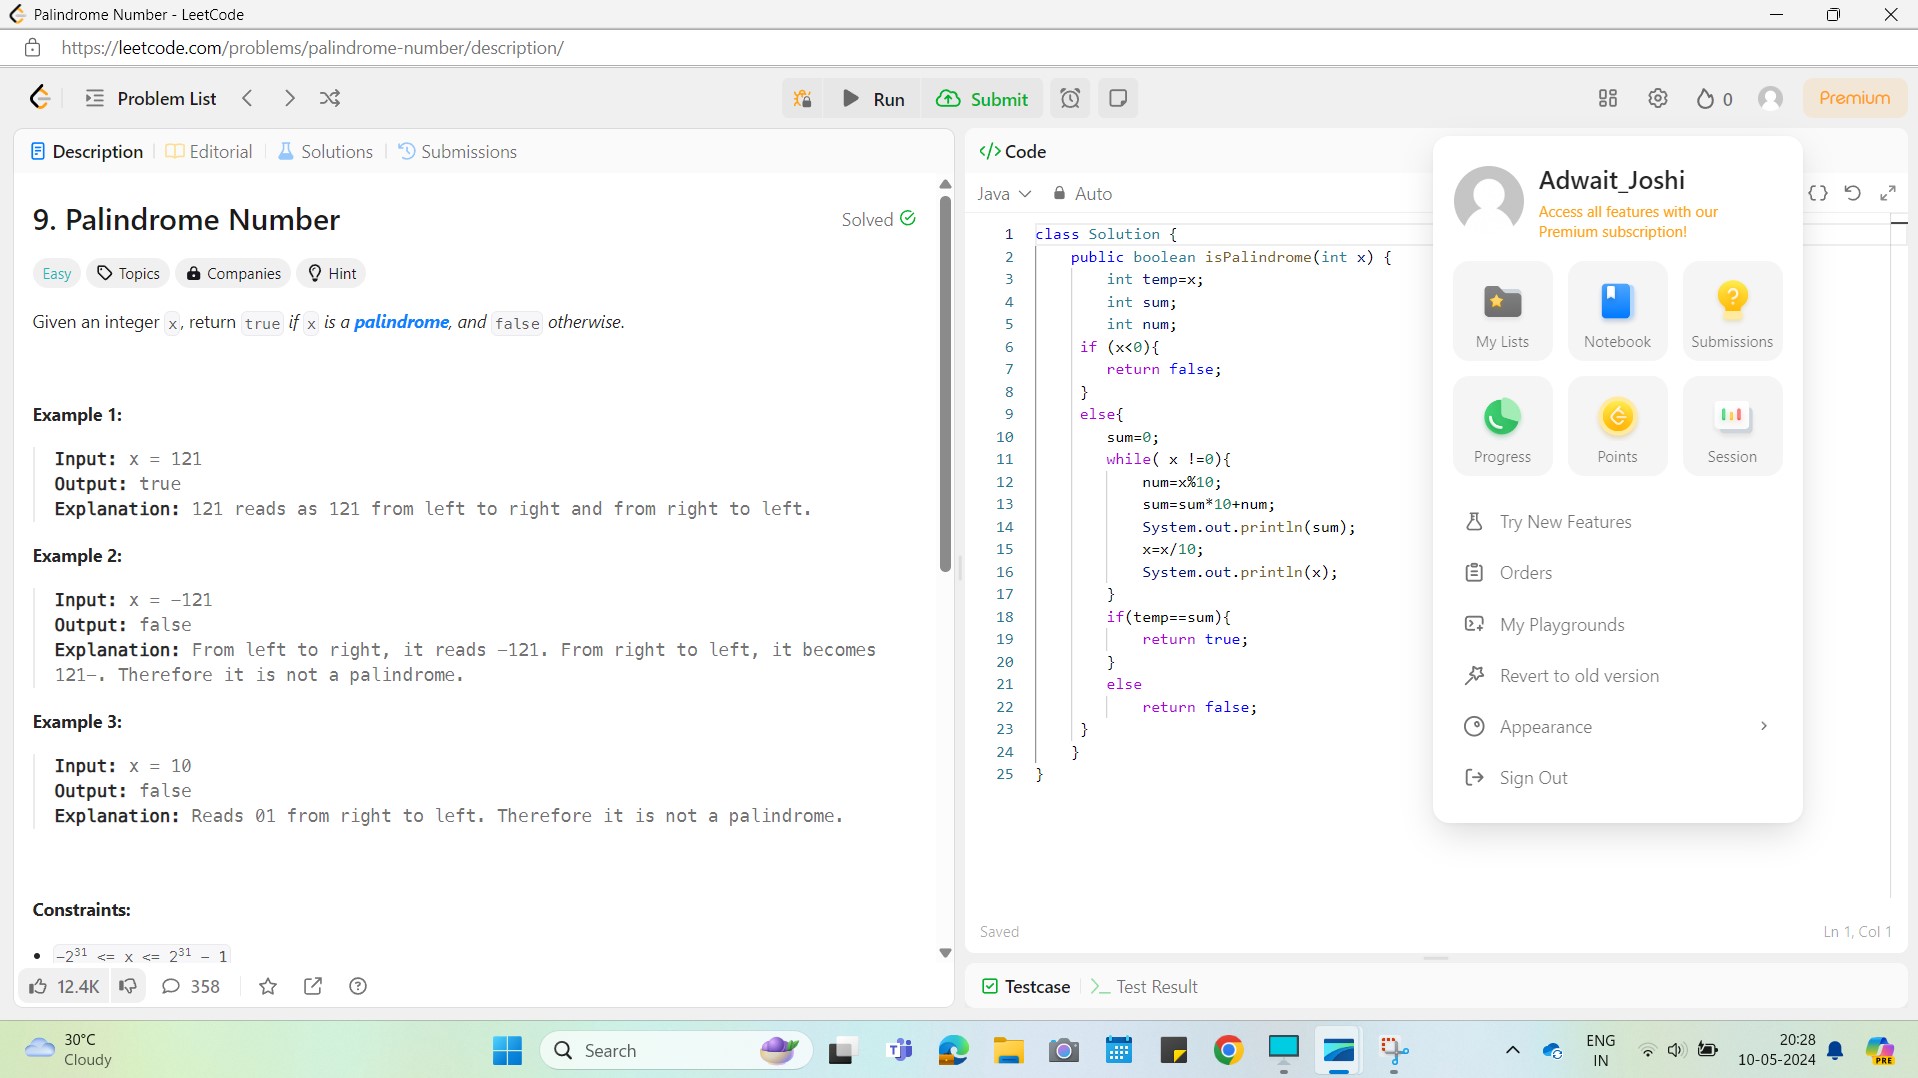 Palindrome Number - LeetCode
https://leetcode.com/problems/palindrome-number/description/
Problem List
Run
Submit
0
Premium
Description
Editorial
Solutions
Submissions
9. Palindrome Number
Solved
Easy
Topics
Companies
Hint
Given an integer x, return true if x is a palindrome, and false otherwise.
Example 1:
Input: x = 121
Output: true
Explanation: 121 reads as 121 from left to right and from right to left.
Example 2:
Input: x = -121
Output: false
Explanation: From left to right, it reads -121. From right to left, it becomes
121-. Therefore it is not a palindrome.
Example 3:
Input: x = 10
Output: false
Explanation: Reads 01 from right to left. Therefore it is not a palindrome.
Constraints:
• -2³¹ <= x <= 2³¹ - 1
12.4K
358
</> Code
Java
Auto
1 class Solution {
2 public boolean isPalindrome(int x) {
3 int temp=x;
4 int sum;
5 int num;
6 if (x<0){
7 return false;
8 }
9 else{
10 sum=0;
11 while( x !=0){
12 num=x%10;
13 sum=sum*10+num;
14 System.out.println(sum);
15 x=x/10;
16 System.out.println(x);
17 }
18 if(temp==sum){
19 return true;
20 }
21 else
22 return false;
23 }
24 }
25 }
Saved
Ln 1, Col 1
Testcase
Test Result
Adwait_Joshi
Access all features with our
Premium subscription!
My Lists
Notebook
Submissions
Progress
Points
Session
Try New Features
Orders
My Playgrounds
Revert to old version
Appearance
Sign Out
30°C
Cloudy
Search
ENG
IN
20:28
10-05-2024
PRE